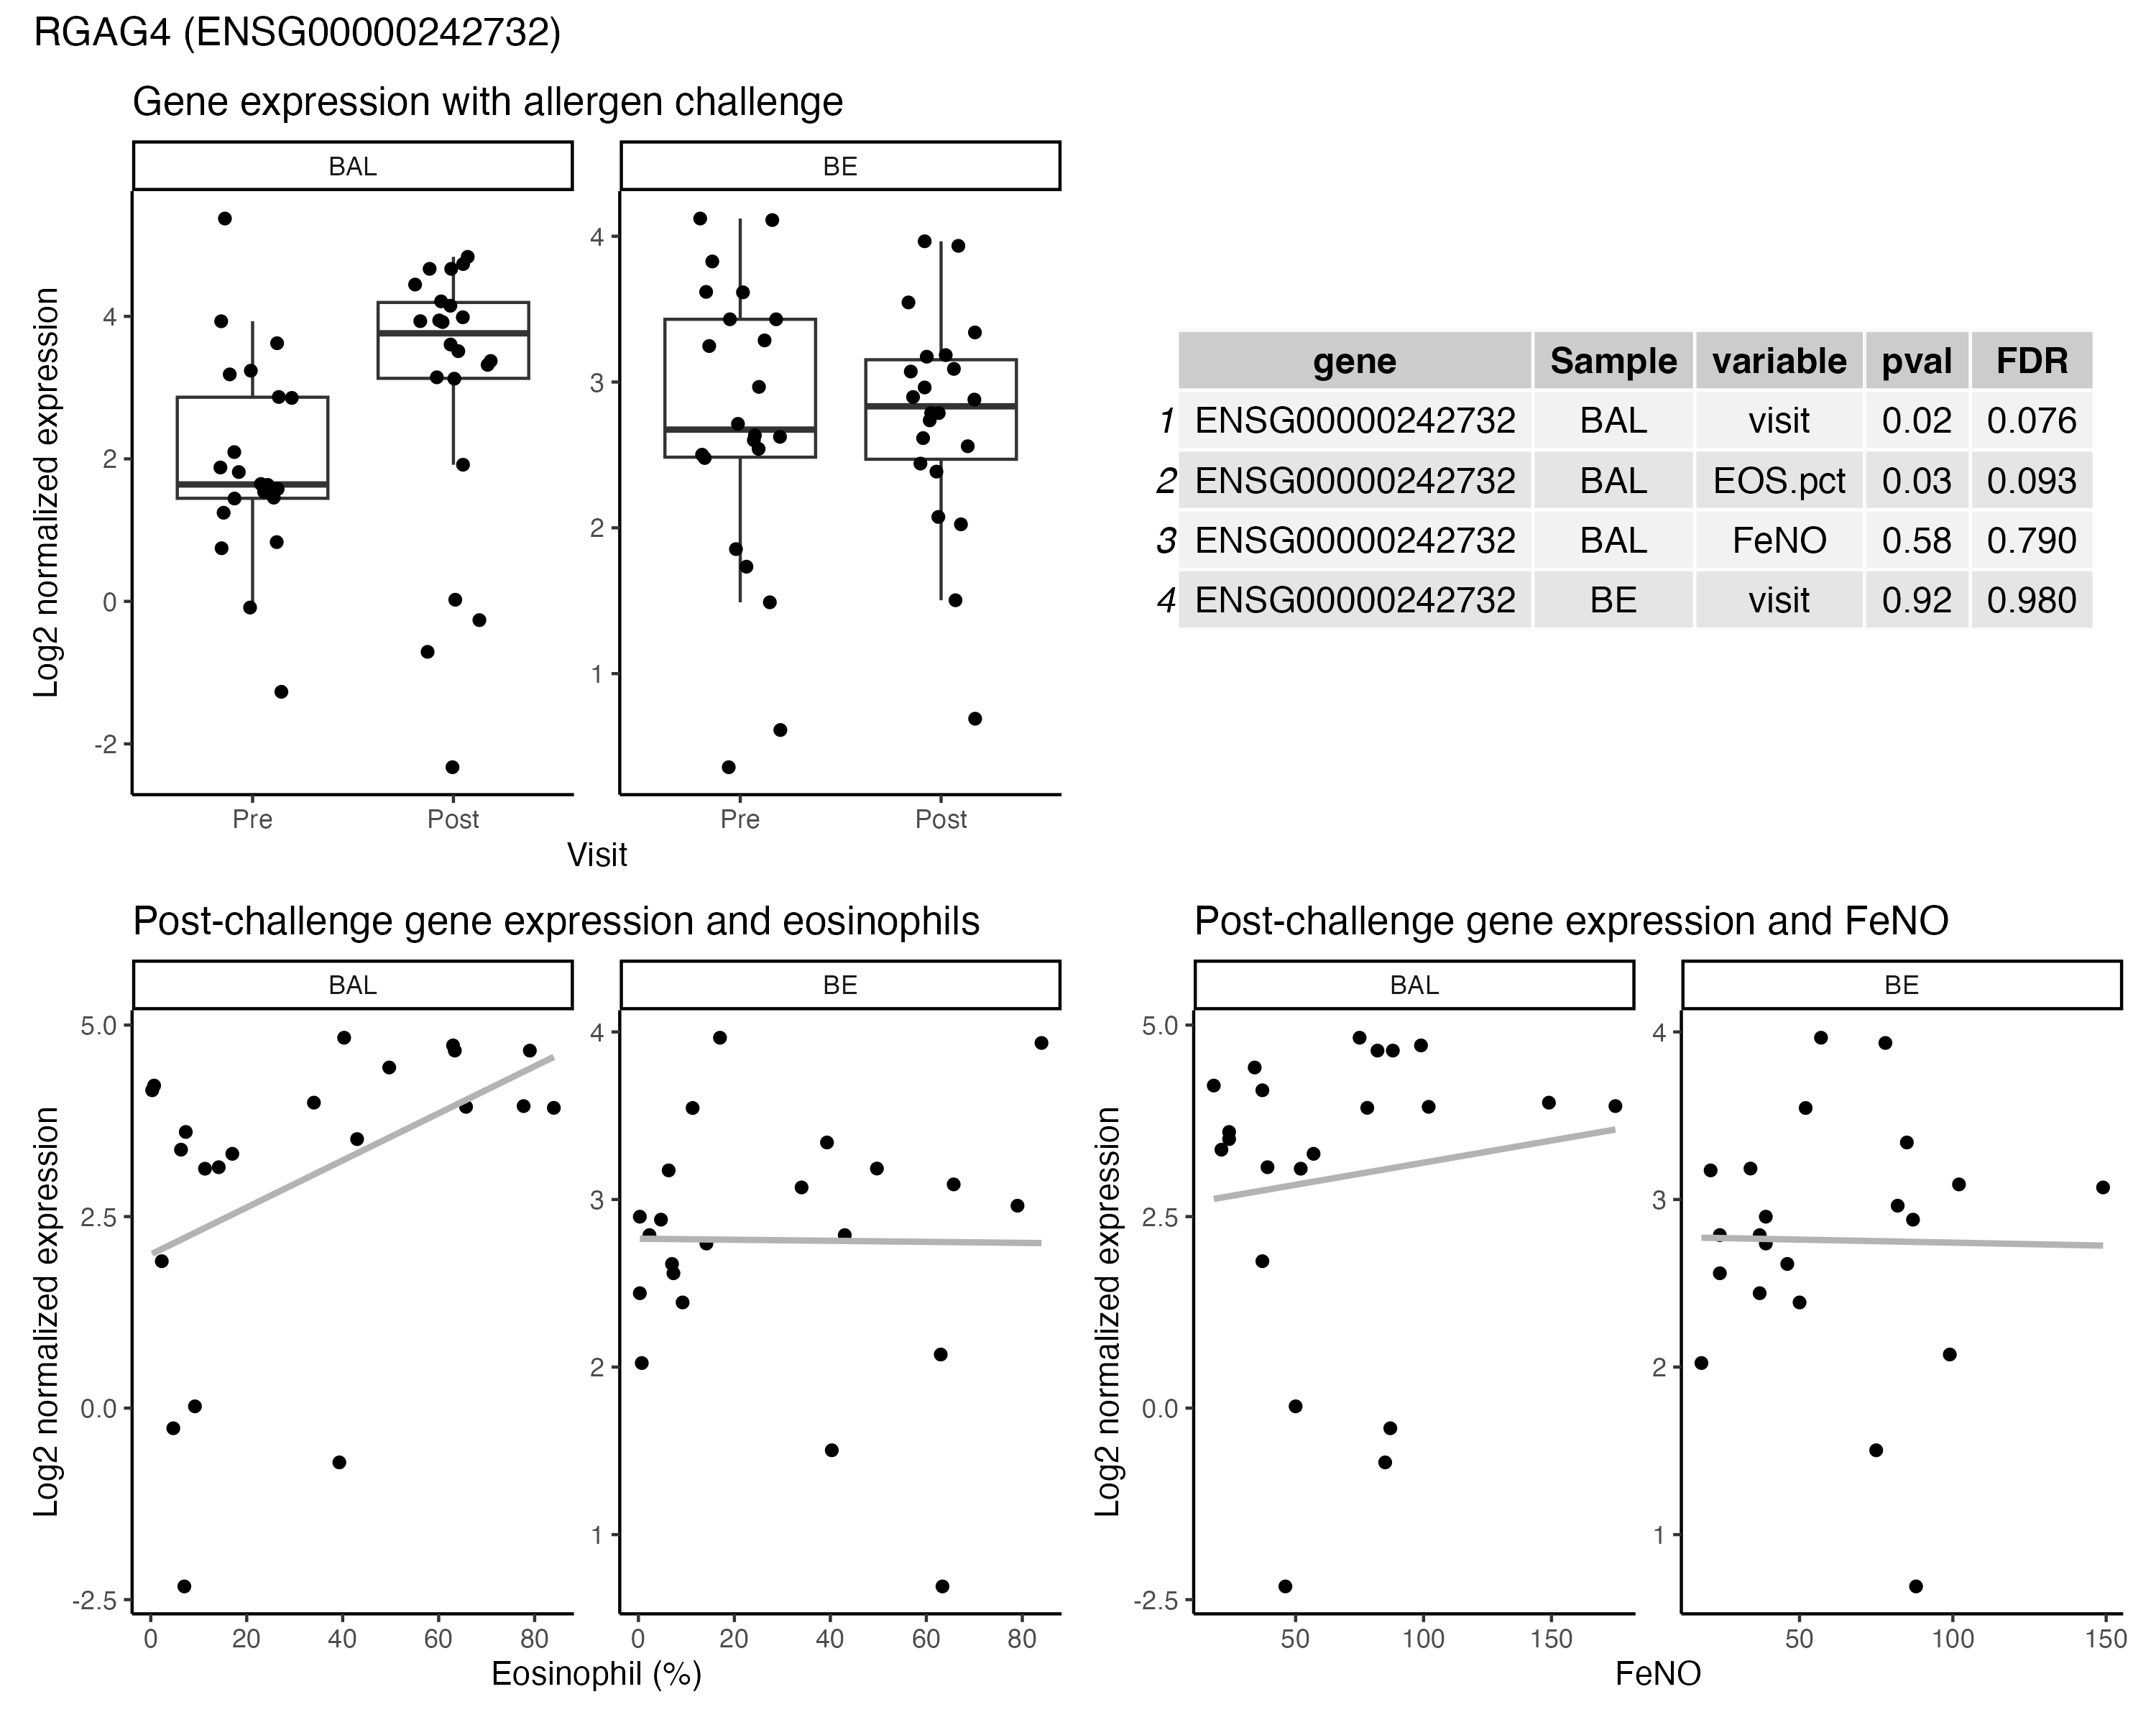 RGAG4 (ENSG00000242732)
Gene expression with allergen challenge
BAL BE
Log2 normalized expression
4
2
0
-2
4
3
2
1
Pre Post Pre Post
Visit
gene Sample variable pval FDR
1 ENSG00000242732 BAL visit 0.02 0.076
2 ENSG00000242732 BAL EOS.pct 0.03 0.093
3 ENSG00000242732 BAL FeNO 0.58 0.790
4 ENSG00000242732 BE visit 0.92 0.980
Post-challenge gene expression and eosinophils
BAL BE
Log2 normalized expression
5.0
2.5
0.0
-2.5
4
3
2
1
0 20 40 60 80 0 20 40 60 80
Eosinophil (%)
Post-challenge gene expression and FeNO
BAL BE
Log2 normalized expression
5.0
2.5
0.0
-2.5
4
3
2
1
50 100 150 50 100 150
FeNO